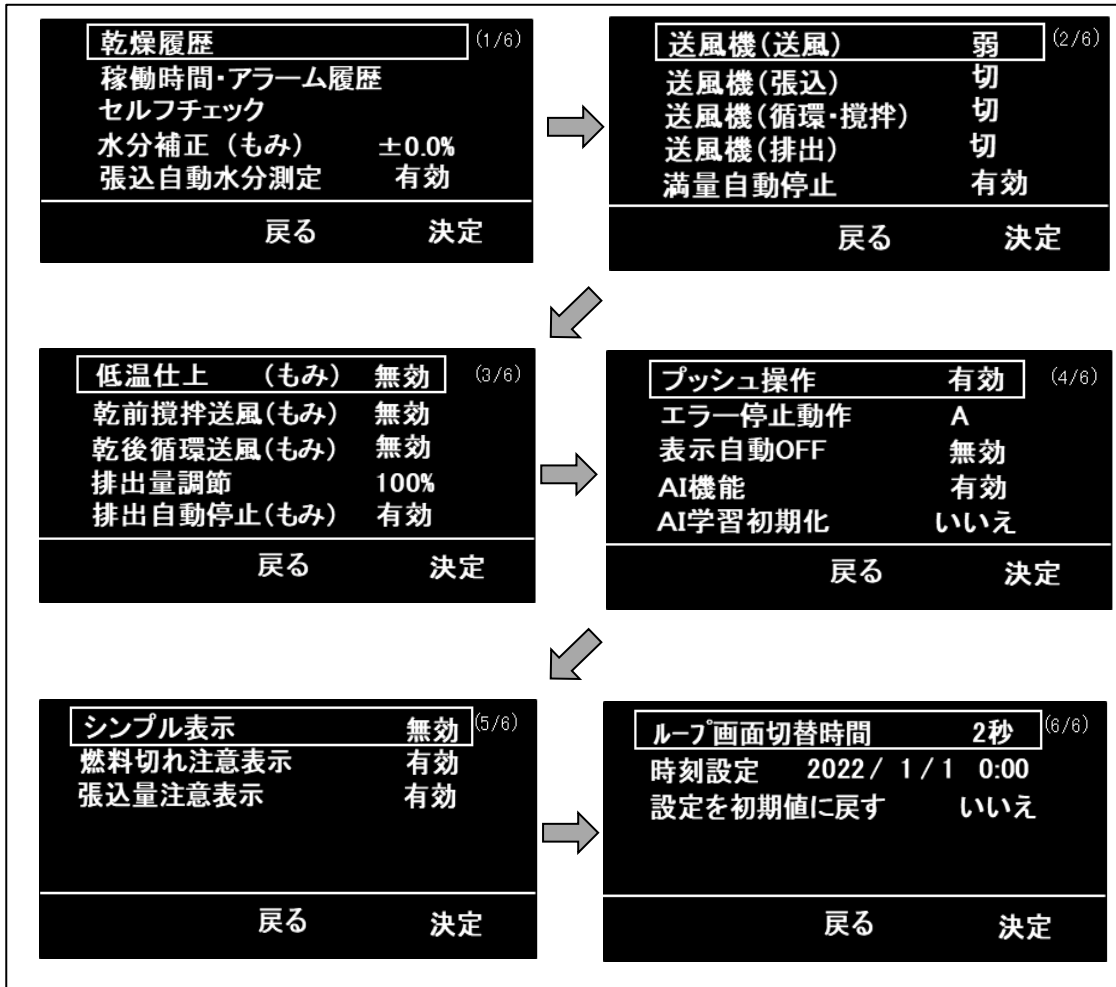 乾燥履歴 (1/6)
稼働時間・アラーム履歴
セルフチェック
水分補正（もみ） ±0.0%
張込自動水分測定 有効
戻る 決定
送風機(送風) 弱 (2/6)
送風機(張込) 切
送風機(循環・撹拌) 切
送風機(排出) 切
満量自動停止 有効
戻る 決定
低温仕上 (もみ) 無効 (3/6)
乾前撹拌送風(もみ) 無効
乾後循環送風(もみ) 無効
排出量調節 100%
排出自動停止(もみ) 有効
戻る 決定
プッシュ操作 有効 (4/6)
エラー停止動作 A
表示自動OFF 無効
AI機能 有効
AI学習初期化 いいえ
戻る 決定
シンプル表示 無効 (5/6)
燃料切れ注意表示 有効
張込量注意表示 有効
戻る 決定
ループ画面切替時間 2秒 (6/6)
時刻設定 2022/ 1/1 0:00
設定を初期値に戻す いいえ
戻る 決定